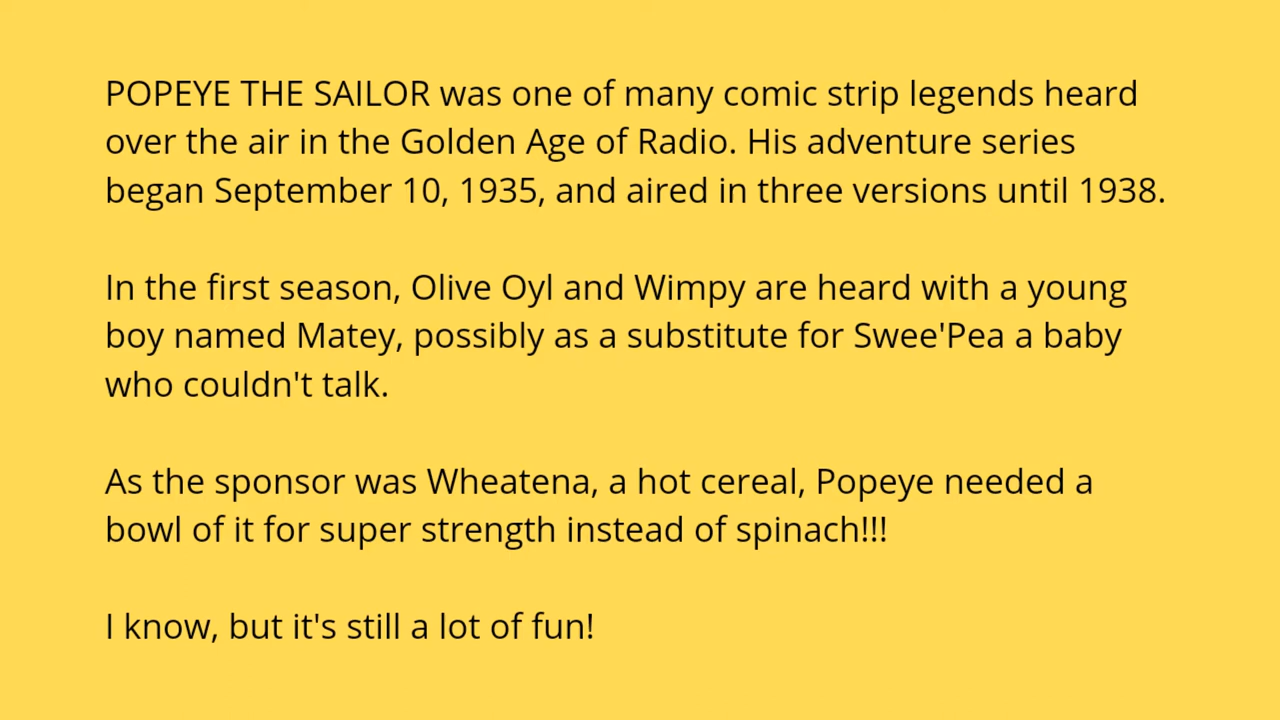 POPEYE THE SAILOR was one of many comic strip legends heard
over the air in the Golden Age of Radio. His adventure series
began September 10, 1935, and aired in three versions until 1938.
In the first season, Olive Oyl and Wimpy are heard with a young
boy named Matey, possibly as a substitute for Swee'Pea a baby
who couldn't talk.
As the sponsor was Wheatena, a hot cereal, Popeye needed a
bowl of it for super strength instead of spinach!!!
I know, but it's still a lot of fun!